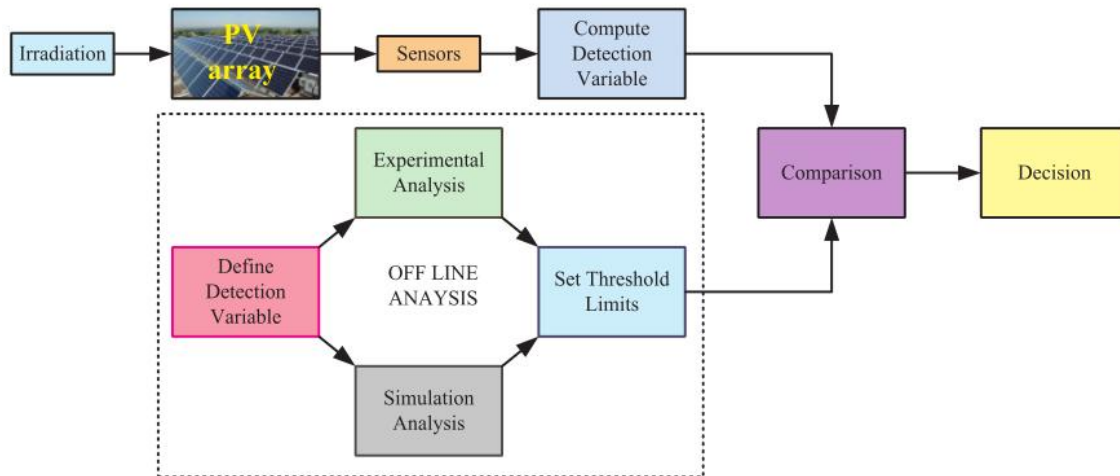 Irradiation
PV
array
Sensors
Compute
Detection
Variable
Experimental
Analysis
Comparison
Decision
Define
Detection
Variable
OFF LINE
ANAYSIS
Set Threshold
Limits
Simulation
Analysis